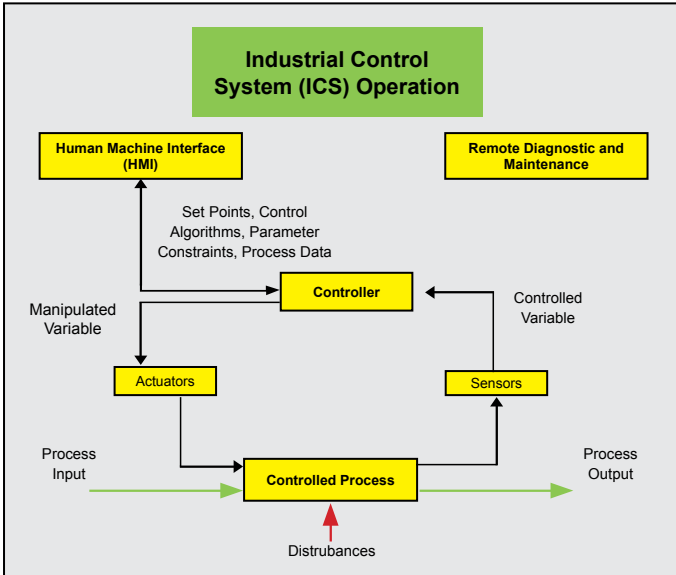 Industrial Control
System (ICS) Operation
Human Machine Interface
(HMI)
Remote Diagnostic and
Maintenance
Set Points, Control
Algorithms, Parameter
Constraints, Process Data
Controller
Manipulated
Variable
Controlled
Variable
Actuators
Sensors
Process
Input
Controlled Process
Process
Output
Distrubances